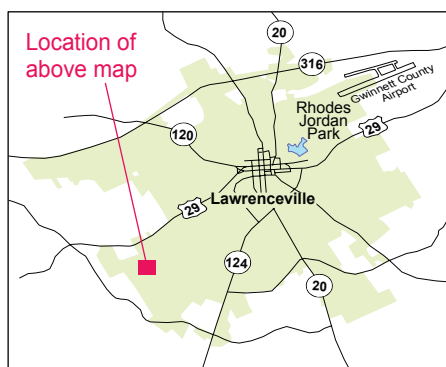 Location of
above map
20
316
Gwinnett County
Airport
Rhodes
Jordan
Park
29
120
Lawrenceville
29
124
20